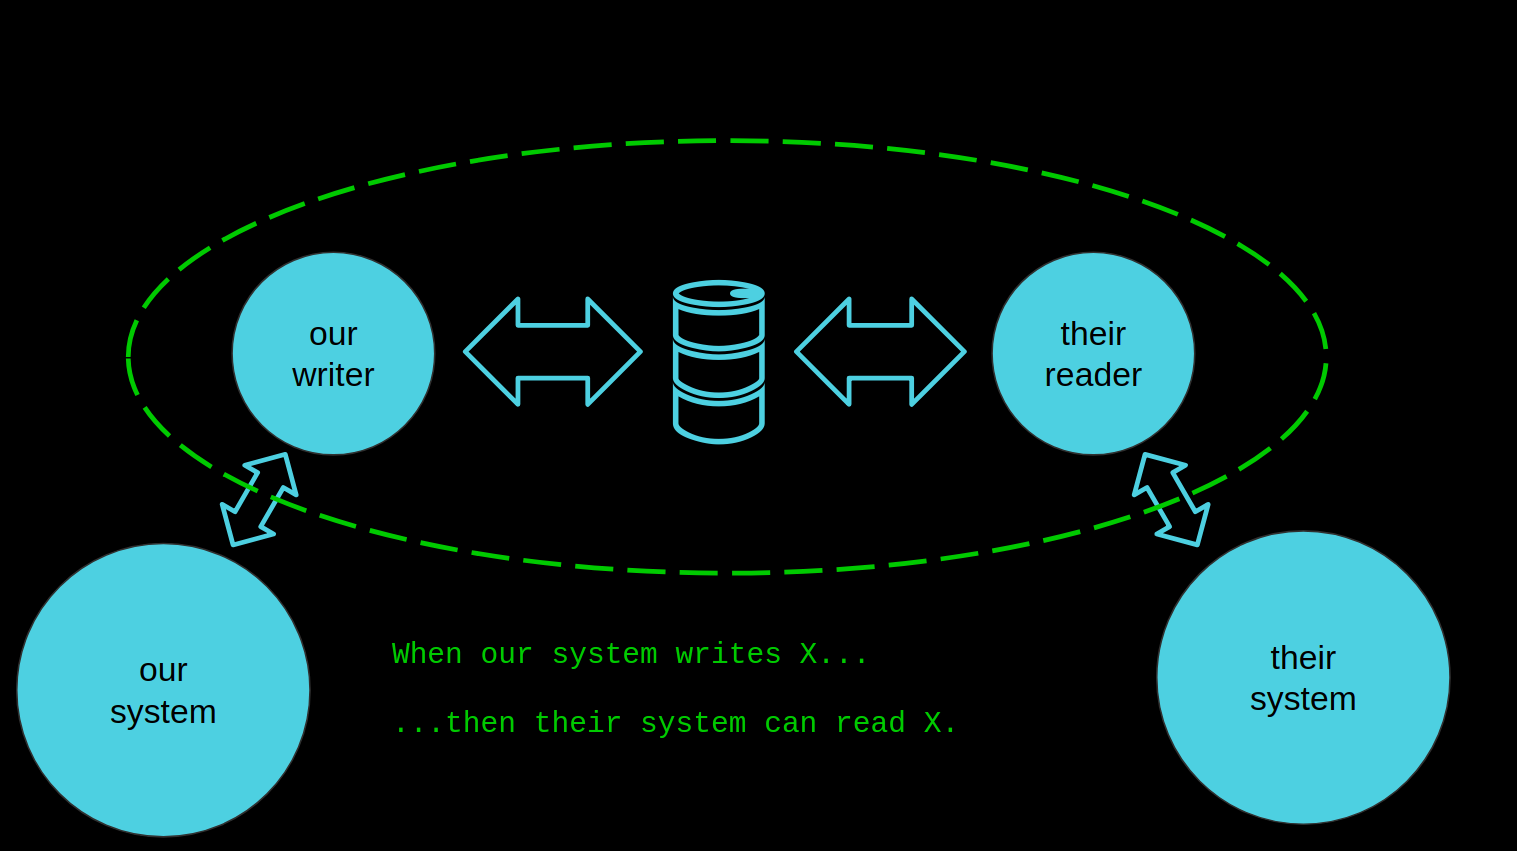 our
writer
their
reader
our
system
their
system
When our system writes X...
...then their system can read X.